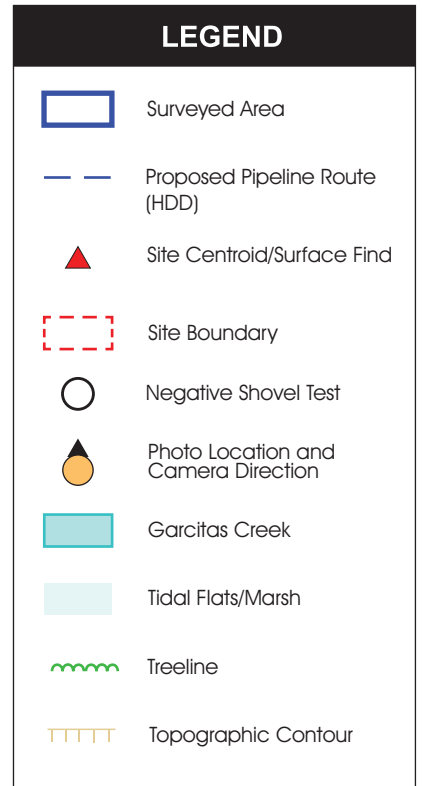 LEGEND
Surveyed Area
Proposed Pipeline Route
(HDD)
Site Centroid/Surface Find
Site Boundary
Negative Shovel Test
Photo Location and
Camera Direction
Garcitas Creek
Tidal Flats/Marsh
Treeline
Topographic Contour